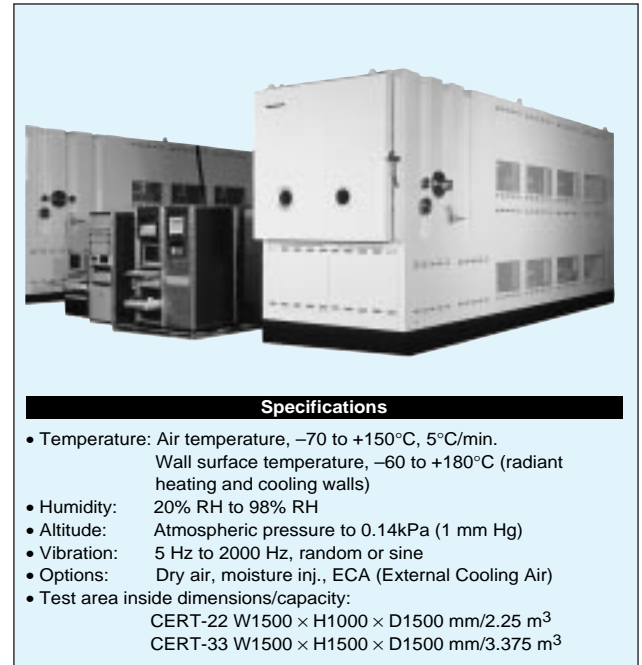 Specifications
• Temperature: Air temperature, –70 to +150°C, 5°C/min.
Wall surface temperature, –60 to +180°C (radiant
heating and cooling walls)
• Humidity: 20% RH to 98% RH
• Altitude: Atmospheric pressure to 0.14kPa (1 mm Hg)
• Vibration: 5 Hz to 2000 Hz, random or sine
• Options: Dry air, moisture inj., ECA (External Cooling Air)
• Test area inside dimensions/capacity:
CERT-22 W1500 × H1000 × D1500 mm/2.25 m³
CERT-33 W1500 × H1500 × D1500 mm/3.375 m³